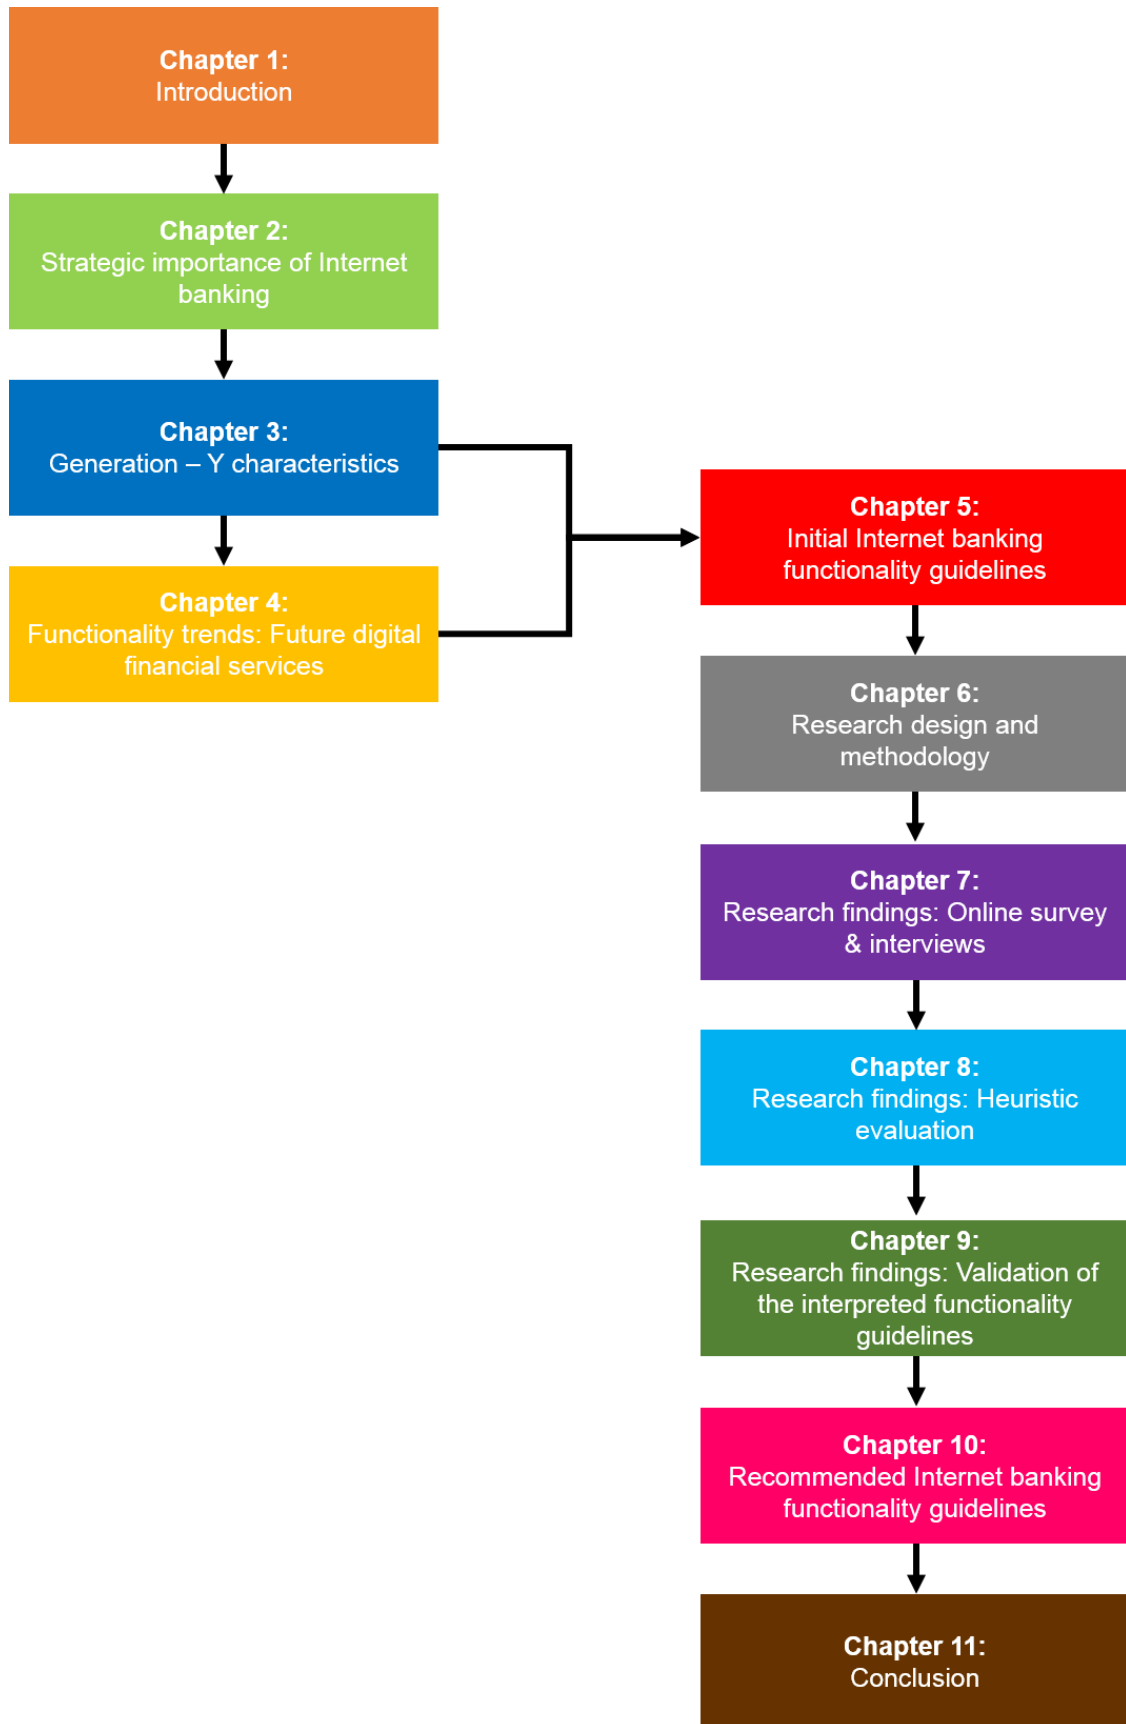 Chapter 1:
Introduction
Chapter 2:
Strategic importance of Internet
banking
Chapter 3:
Generation – Y characteristics
Chapter 4:
Functionality trends: Future digital
financial services
Chapter 5:
Initial Internet banking
functionality guidelines
Chapter 6:
Research design and
methodology
Chapter 7:
Research findings: Online survey
& interviews
Chapter 8:
Research findings: Heuristic
evaluation
Chapter 9:
Research findings: Validation of
the interpreted functionality
guidelines
Chapter 10:
Recommended Internet banking
functionality guidelines
Chapter 11:
Conclusion